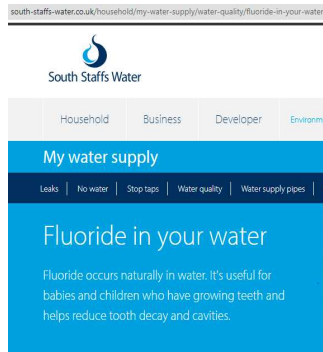 south-staffs-water.co.uk/household/my-water-supply/water-quality/fluoride-in-your-water
South Staffs Water
Household Business Developer Environm
My water supply
Leaks No water Stop taps Water quality Water supply pipes
Fluoride in your water
Fluoride occurs naturally in water. It's useful for
babies and children who have growing teeth and
helps reduce tooth decay and cavities.